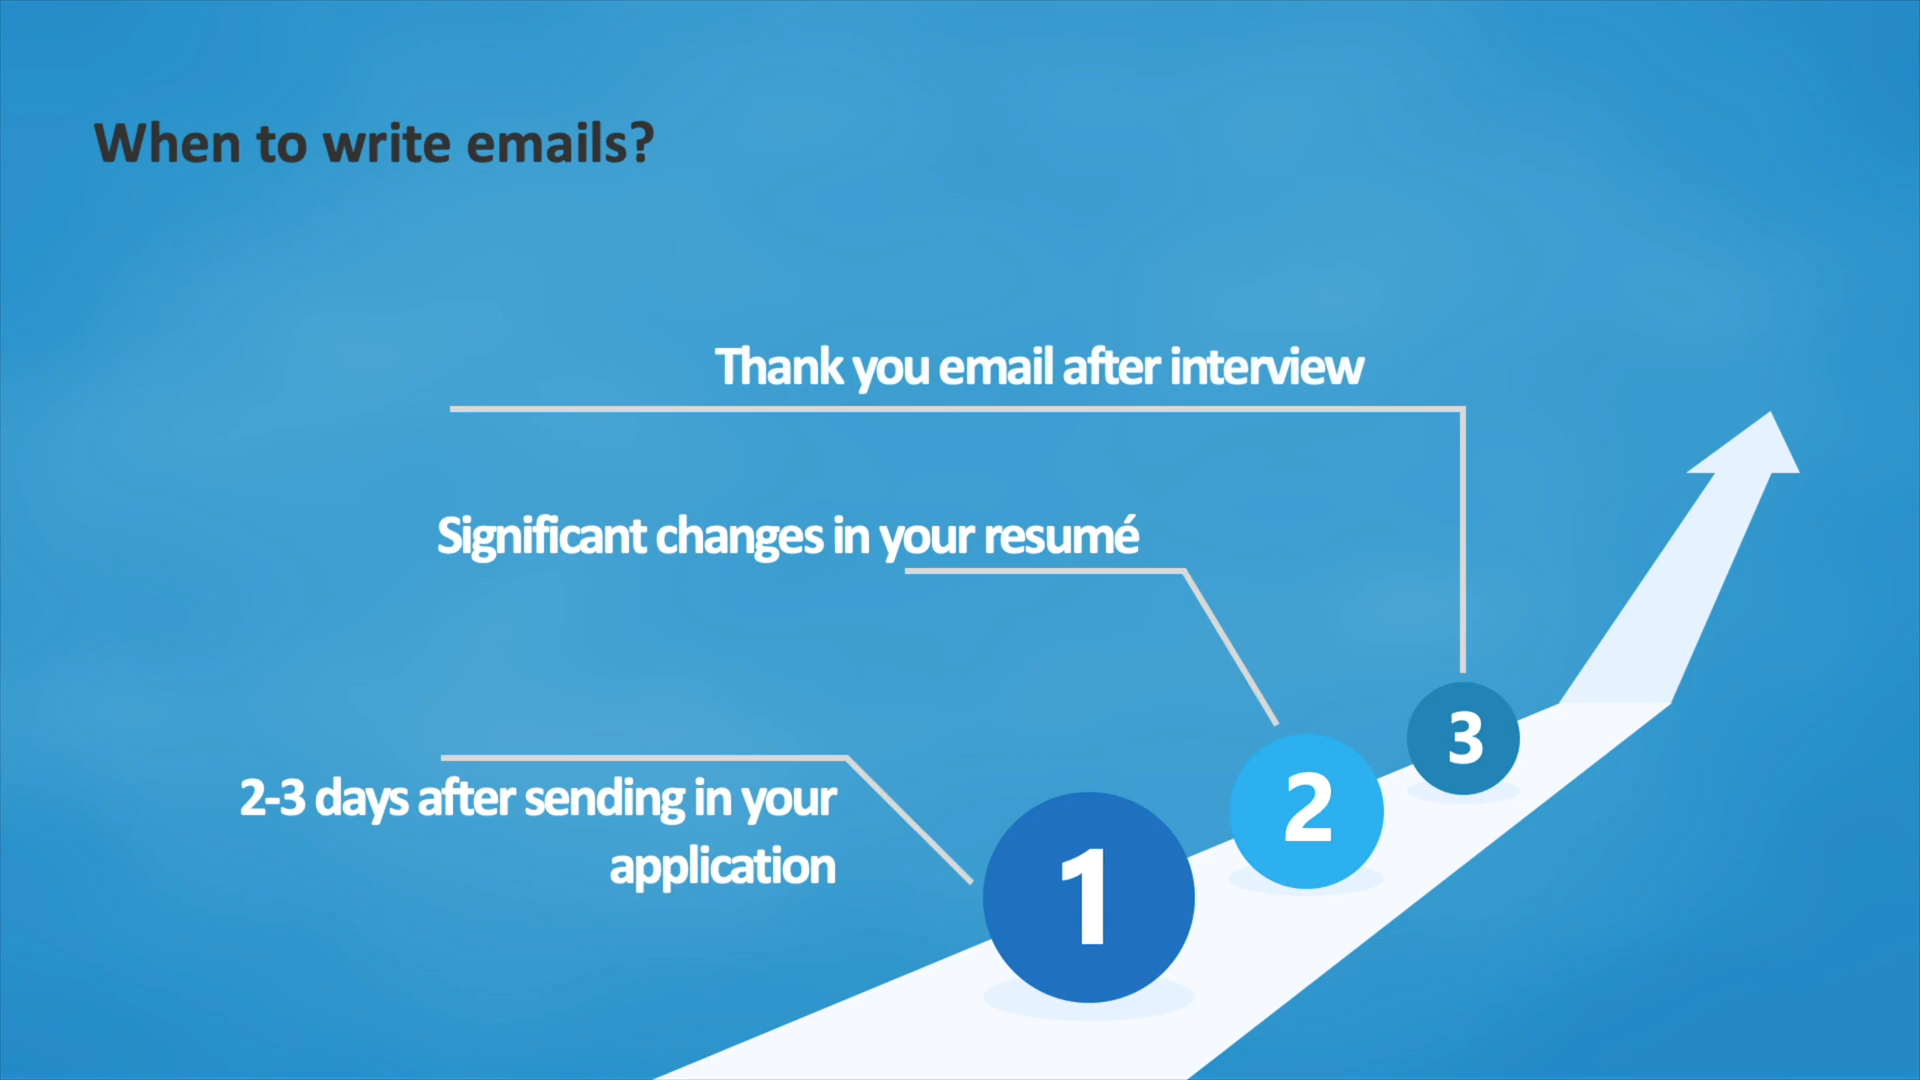 When to write emails?
Thank you email after interview
Significant changes in your resumé
2-3 days after sending in your
application
1
2
3